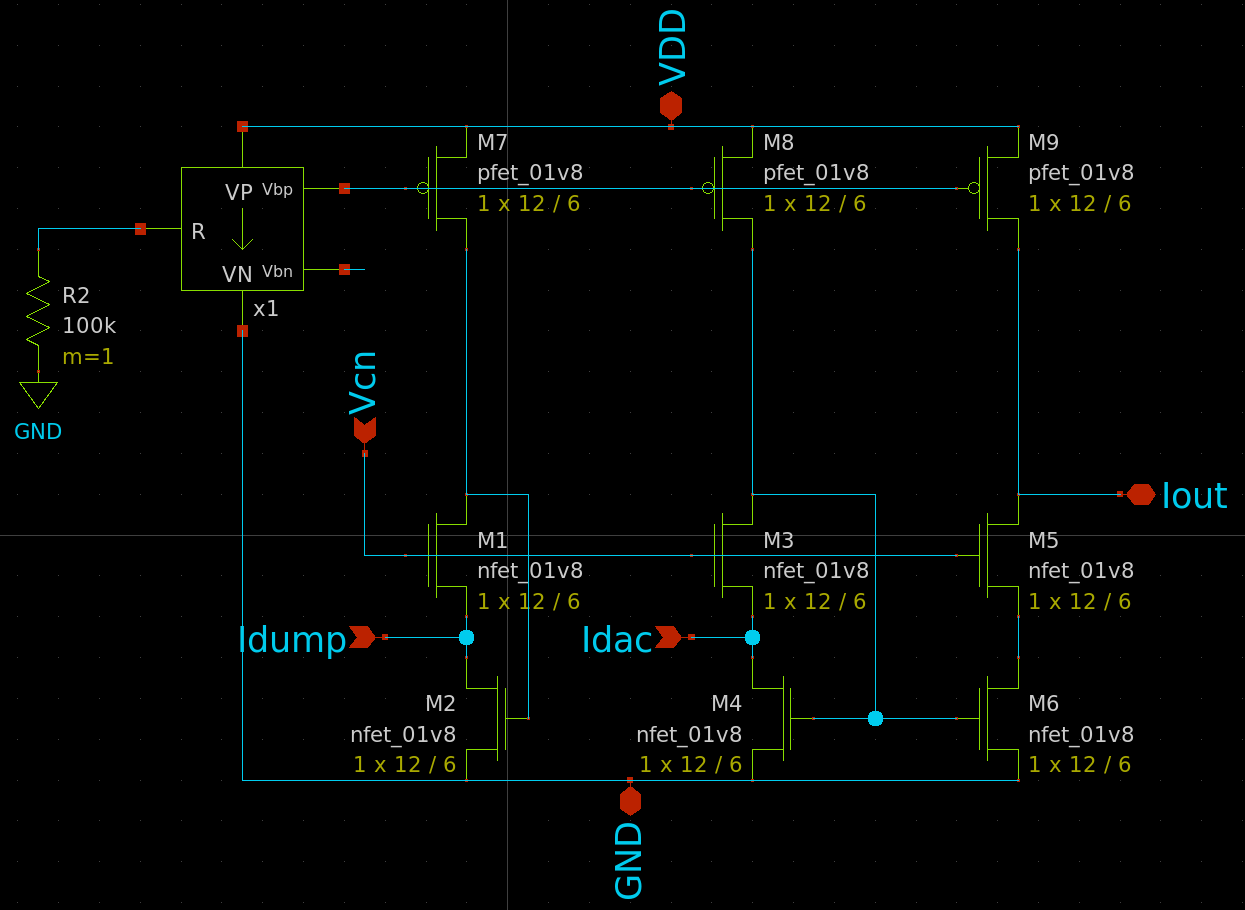 VDD
M7
pfet_01v8
1 x 12 / 6
M8
pfet_01v8
1 x 12 / 6
M9
pfet_01v8
1 x 12 / 6
VP
Vbp
R
VN
Vbn
x1
R2
100k
m=1
GND
Vcn
Iout
M1
nfet_01v8
1 x 12 / 6
M3
nfet_01v8
1 x 12 / 6
M5
nfet_01v8
1 x 12 / 6
Idump
Idac
M2
nfet_01v8
1 x 12 / 6
M4
nfet_01v8
1 x 12 / 6
M6
nfet_01v8
1 x 12 / 6
GND